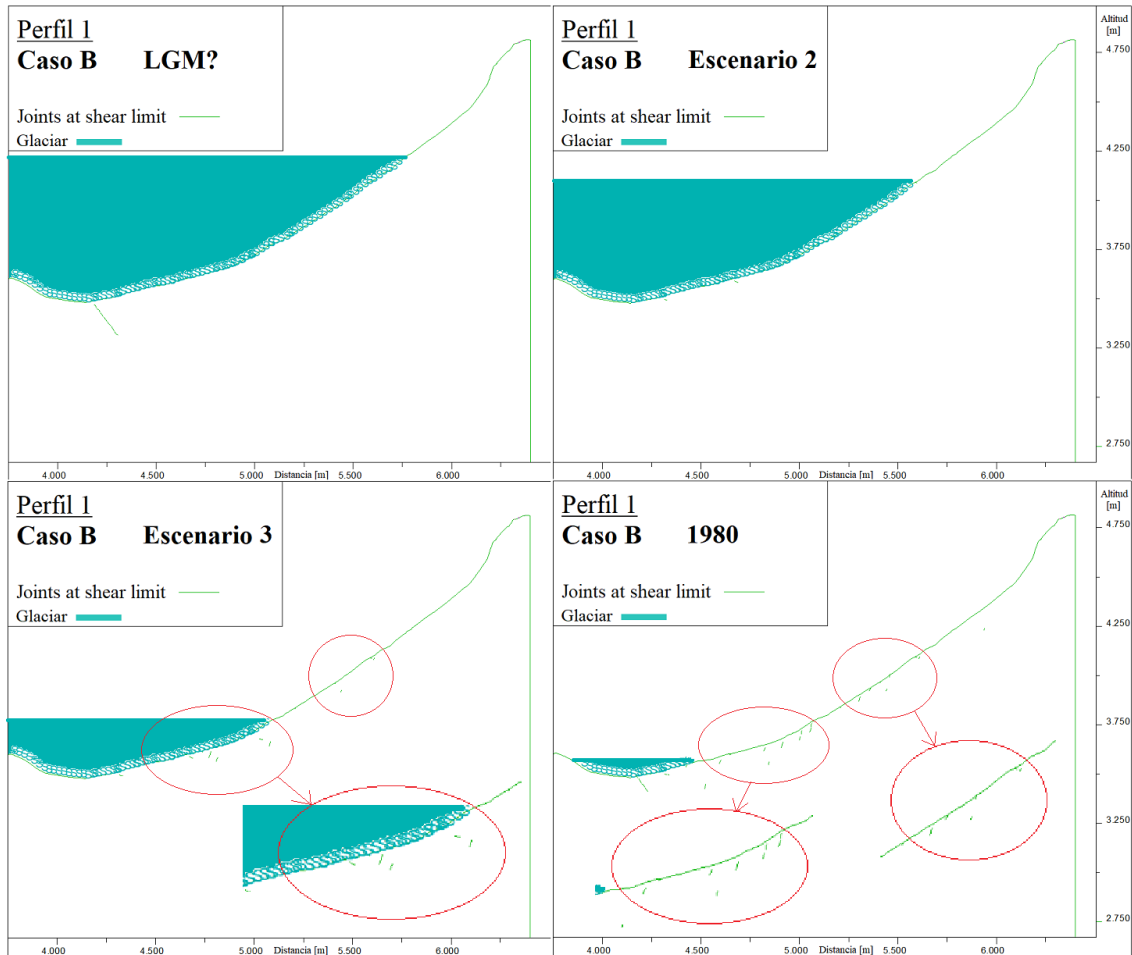 Perfil 1
Caso B LGM?
Joints at shear limit
Glaciar
4.000 4.500 5.000 Distancia [m] 5.500 6.000
Perfil 1
Caso B Escenario 2
Joints at shear limit
Glaciar
Altitud
[m]
4.750
4.250
3.750
3.250
2.750
4.000 4.500 5.000 Distancia [m] 5.500 6.000
Perfil 1
Caso B Escenario 3
Joints at shear limit
Glaciar
4.000 4.500 5.000 Distancia [m] 5.500 6.000
Perfil 1
Caso B 1980
Joints at shear limit
Glaciar
Altitud
[m]
4.750
4.250
3.750
3.250
2.750
4.000 4.500 5.000 Distancia [m] 5.500 6.000